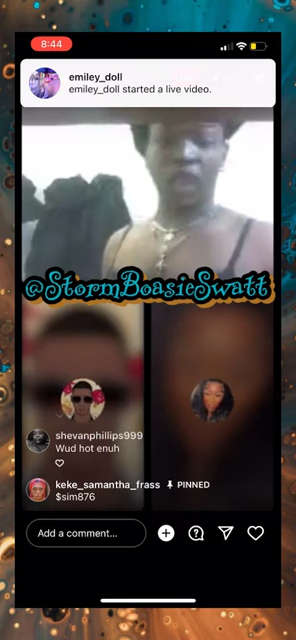 8:44
emiley_doll
emiley_doll started a live video.
@StormBoasieSwatt
shevanphillips999
Wud hot enuh
keke_samantha_frass PINNED
$sim876
Add a comment...